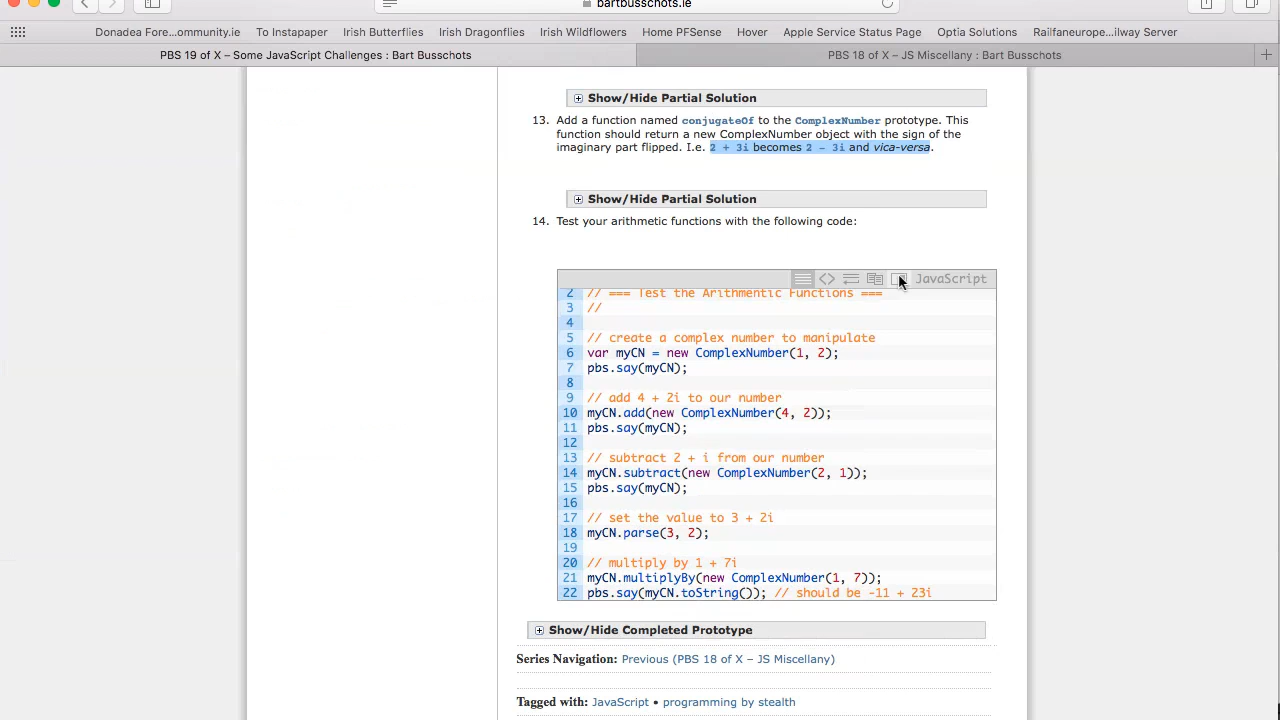 bartbusschots.ie
Donadea Fore...ommunity.ie To Instapaper Irish Butterflies Irish Dragonflies Irish Wildflowers Home PFSense Hover Apple Service Status Page Optia Solutions Railfaneurope...ilway Server
PBS 19 of X – Some JavaScript Challenges : Bart Busschots PBS 18 of X – JS Miscellany : Bart Busschots
Show/Hide Partial Solution
13. Add a function named conjugateOf to the ComplexNumber prototype. This
function should return a new ComplexNumber object with the sign of the
imaginary part flipped. I.e. 2 + 3i becomes 2 - 3i and vica-versa.
Show/Hide Partial Solution
14. Test your arithmetic functions with the following code:
JavaScript
2 // === Test the Arithmentic Functions ===
3 //
4
5 // create a complex number to manipulate
6 var myCN = new ComplexNumber(1, 2);
7 pbs.say(myCN);
8
9 // add 4 + 2i to our number
10 myCN.add(new ComplexNumber(4, 2));
11 pbs.say(myCN);
12
13 // subtract 2 + i from our number
14 myCN.subtract(new ComplexNumber(2, 1));
15 pbs.say(myCN);
16
17 // set the value to 3 + 2i
18 myCN.parse(3, 2);
19
20 // multiply by 1 + 7i
21 myCN.multiplyBy(new ComplexNumber(1, 7));
22 pbs.say(myCN.toString()); // should be -11 + 23i
Show/Hide Completed Prototype
Series Navigation: Previous (PBS 18 of X – JS Miscellany)
Tagged with: JavaScript • programming by stealth